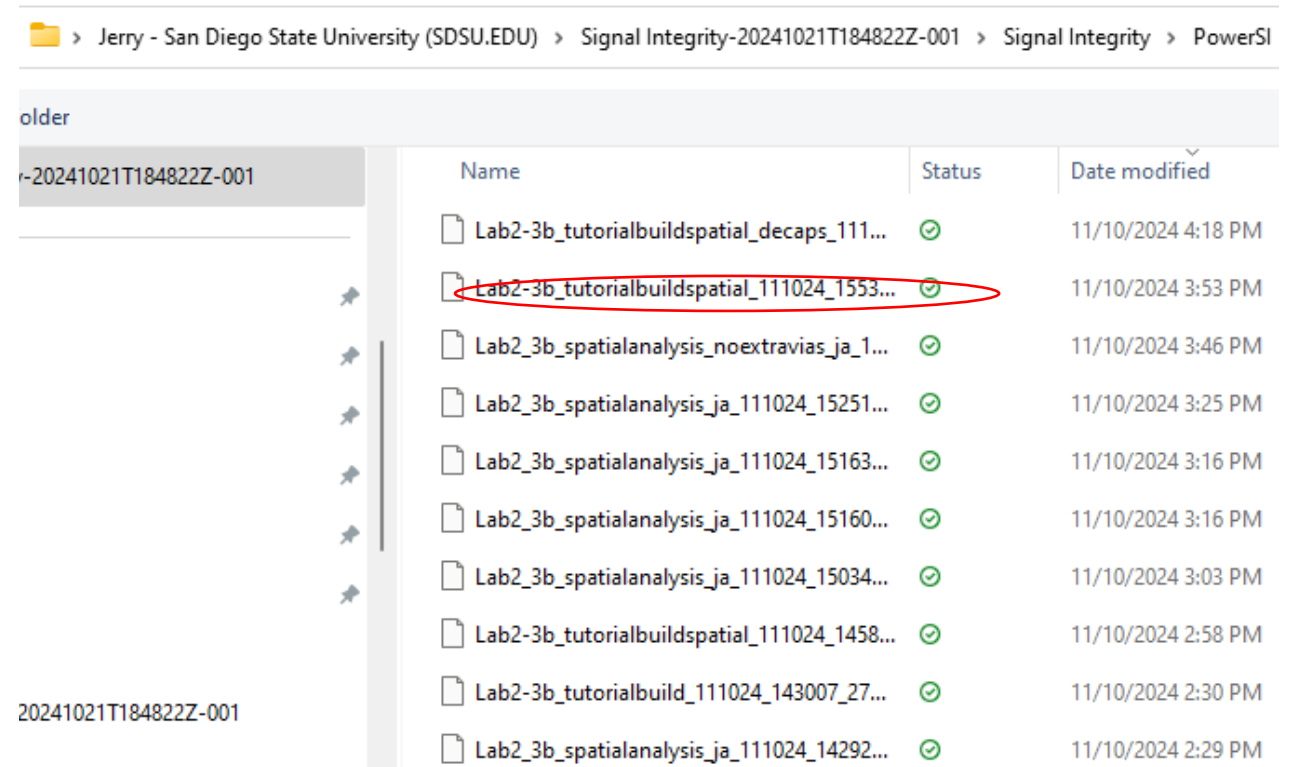 Jerry - San Diego State University (SDSU.EDU) > Signal Integrity-20241021T184822Z-001 > Signal Integrity > PowerSI
older
-20241021T184822Z-001
Name Status Date modified
Lab2-3b_tutorialbuildspatial_decaps_111... 11/10/2024 4:18 PM
Lab2-3b_tutorialbuildspatial_111024_1553... 11/10/2024 3:53 PM
Lab2_3b_spatialanalysis_noextravias_ja_1... 11/10/2024 3:46 PM
Lab2_3b_spatialanalysis_ja_111024_15251... 11/10/2024 3:25 PM
Lab2_3b_spatialanalysis_ja_111024_15163... 11/10/2024 3:16 PM
Lab2_3b_spatialanalysis_ja_111024_15160... 11/10/2024 3:16 PM
Lab2_3b_spatialanalysis_ja_111024_15034... 11/10/2024 3:03 PM
Lab2-3b_tutorialbuildspatial_111024_1458... 11/10/2024 2:58 PM
Lab2-3b_tutorialbuild_111024_143007_27... 11/10/2024 2:30 PM
20241021T184822Z-001
Lab2_3b_spatialanalysis_ja_111024_14292... 11/10/2024 2:29 PM